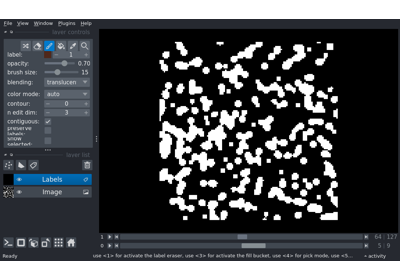 File View Window Plugins Help
layer controls
label: 1
opacity: 0.70
brush size: 15
blending: translucen
color mode: auto
contour: 0
n edit dim: 3
contiguous:
preserve labels:
show selected:
layer list
Labels
Image
1 64 127
0 5 9
Ready
use <1> for activate the label eraser, use <3> for activate the fill bucket, use <4> for pick mode, use <5...
activity